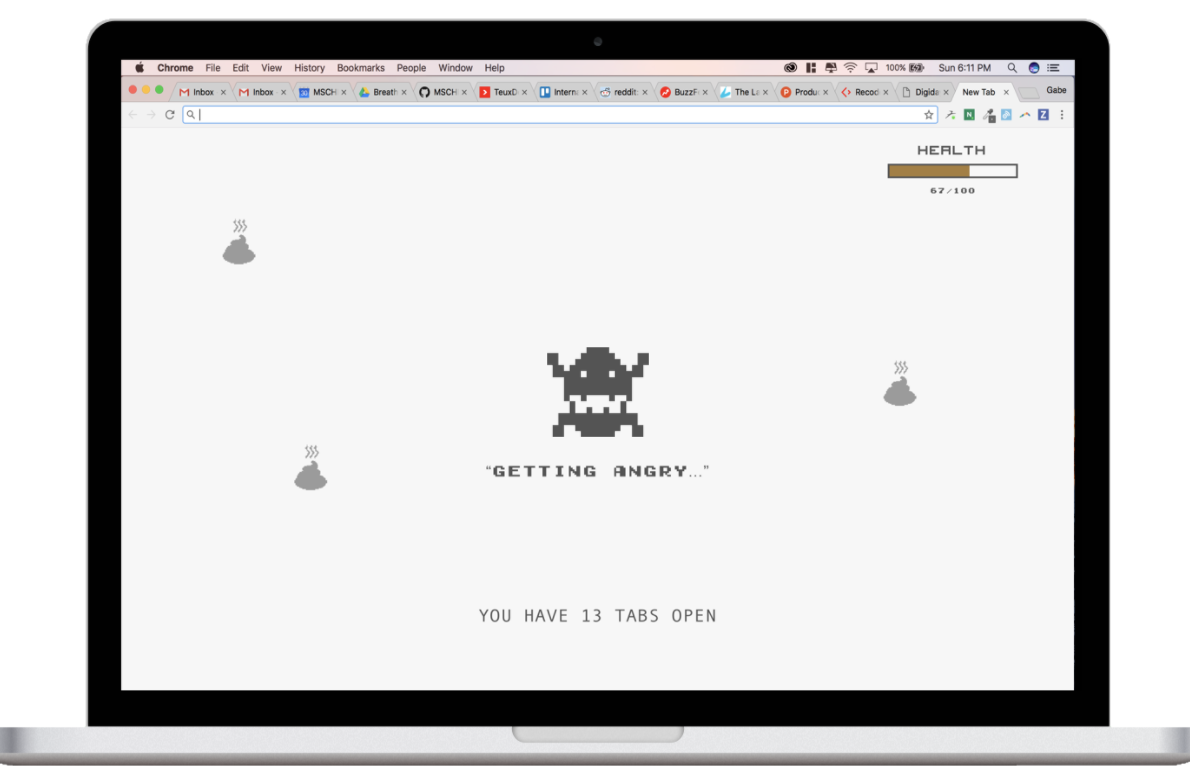 Chrome File Edit View History Bookmarks People Window Help 100% Sun 6:11 PM
Inbox Inbox MSCH Breath MSCH TeuxD Intern reddit: BuzzF The La Produ Recod Digida New Tab Gabe
HEALTH
67/100
"GETTING ANGRY..."
YOU HAVE 13 TABS OPEN